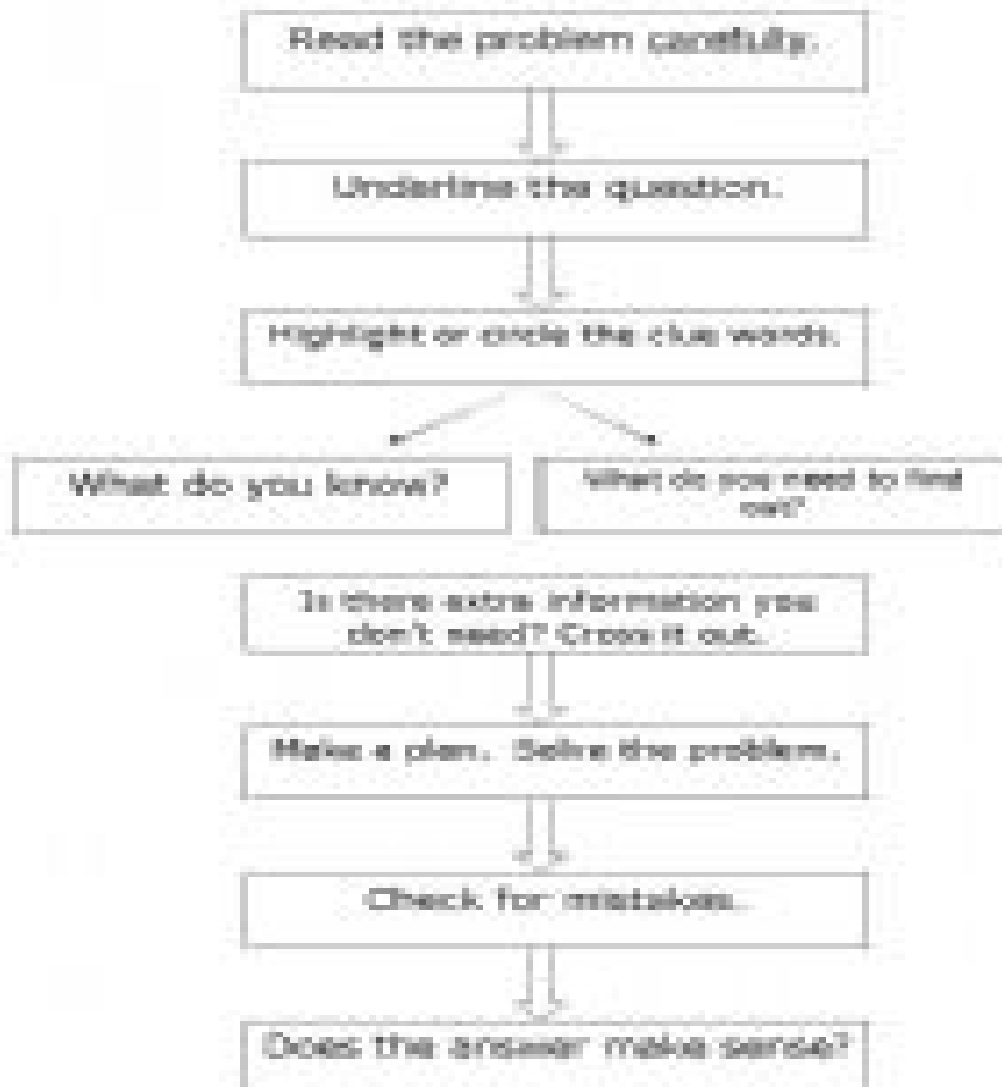 Read the problem carefully.
Underline the question.
Highlight or circle the clue words.
What do you know?
What do you need to find
out?
Is there extra information you
don't need? Cross it out.
Make a plan. Solve the problem.
Check for mistakes.
Does the answer make sense?